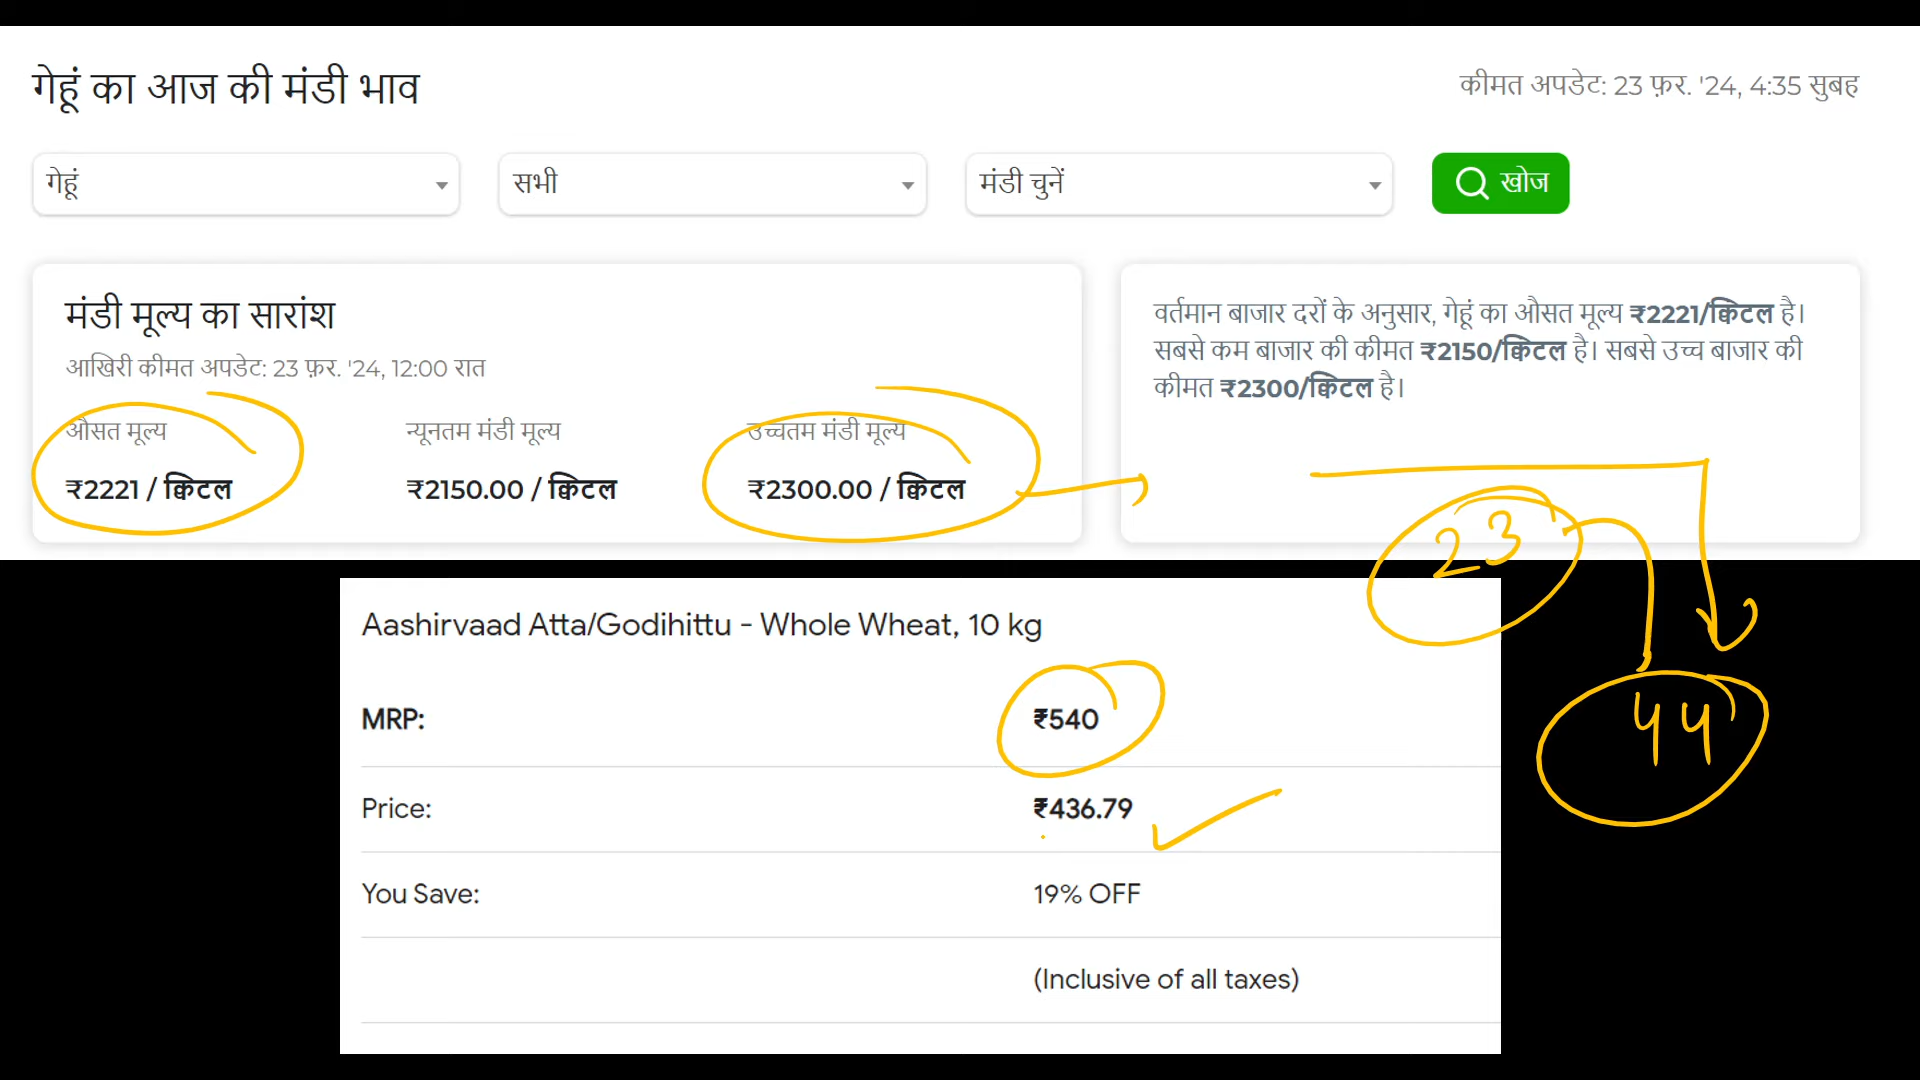 गेहूं का आज की मंडी भाव
कीमत अपडेट: 23 फ़र. '24, 4:35 सुबह
गेहूं
सभी
मंडी चुनें
खोज
मंडी मूल्य का सारांश
आखिरी कीमत अपडेट: 23 फ़र. '24, 12:00 रात
औसत मूल्य
₹2221 / क्विंटल
न्यूनतम मंडी मूल्य
₹2150.00 / क्विंटल
उच्चतम मंडी मूल्य
₹2300.00 / क्विंटल
वर्तमान बाजार दरों के अनुसार, गेहूं का औसत मूल्य ₹2221/क्विंटल है।
सबसे कम बाजार की कीमत ₹2150/क्विंटल है। सबसे उच्च बाजार की
कीमत ₹2300/क्विंटल है।
23
44
Aashirvaad Atta/Godihittu - Whole Wheat, 10 kg
MRP: ₹540
Price: ₹436.79
You Save: 19% OFF
(Inclusive of all taxes)